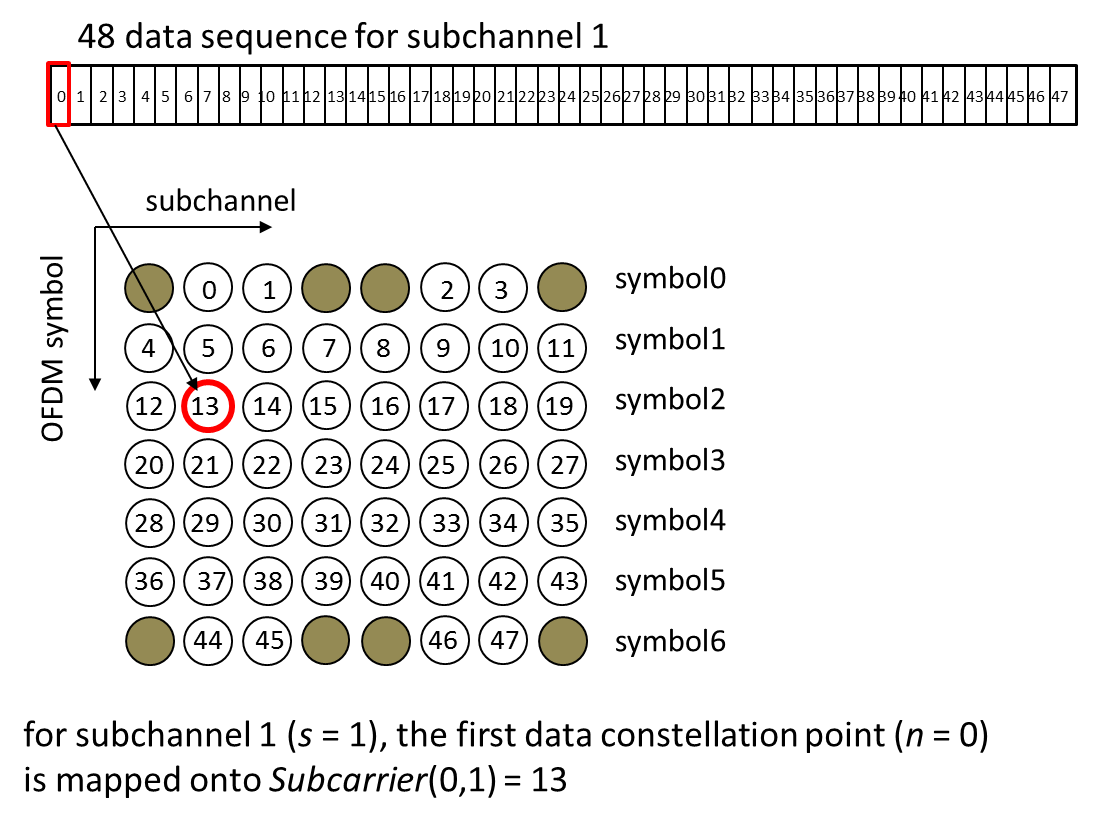 48 data sequence for subchannel 1
0 1 2 3 4 5 6 7 8 9 10 11 12 13 14 15 16 17 18 19 20 21 22 23 24 25 26 27 28 29 30 31 32 33 34 35 36 37 38 39 40 41 42 43 44 45 46 47
subchannel
OFDM symbol
0 1 2 3 symbol0
4 5 6 7 8 9 10 11 symbol1
12 13 14 15 16 17 18 19 symbol2
20 21 22 23 24 25 26 27 symbol3
28 29 30 31 32 33 34 35 symbol4
36 37 38 39 40 41 42 43 symbol5
44 45 46 47 symbol6
for subchannel 1 (s = 1), the first data constellation point (n = 0)
is mapped onto Subcarrier(0,1) = 13